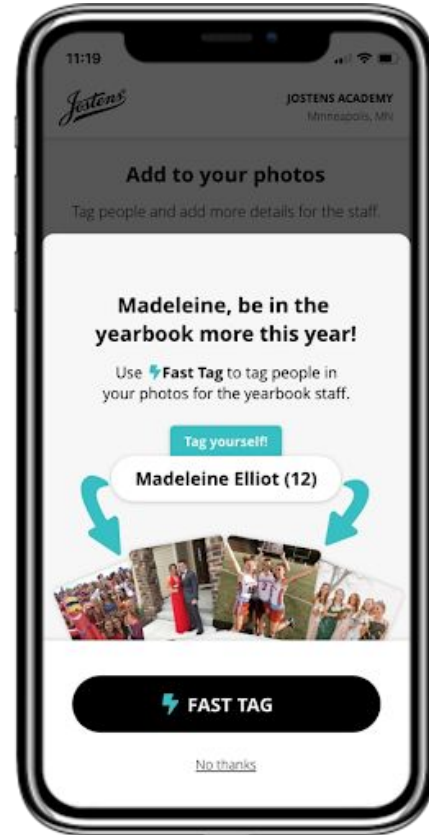 11:19
Jostens
JOSTENS ACADEMY
Minneapolis, MN
Add to your photos
Tag people and add more details for the staff.
Madeleine, be in the
yearbook more this year!
Use Fast Tag to tag people in
your photos for the yearbook staff.
Tag yourself!
Madeleine Elliot (12)
FAST TAG
No thanks